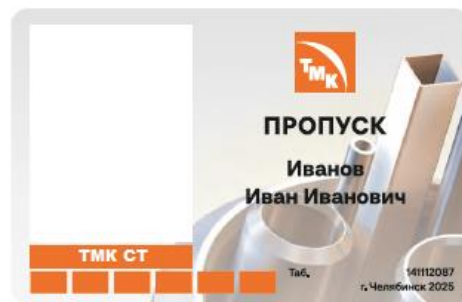 ТМК
ПРОПУСК
Иванов
Иван Иванович
ТМК СТ
Таб. 141112087
г. Челябинск 2025